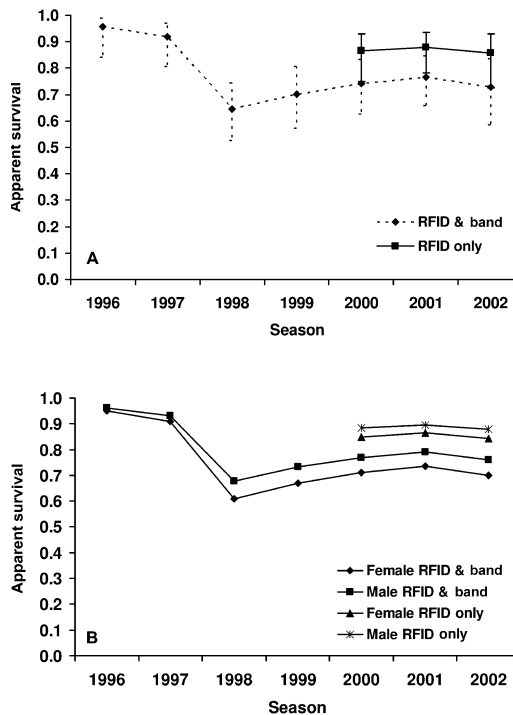 1.0
0.9
0.8
0.7
0.6
0.5
0.4
0.3
0.2
0.1
0.0
Apparent survival
RFID & band
RFID only
A
1996 1997 1998 1999 2000 2001 2002
Season
1.0
0.9
0.8
0.7
0.6
0.5
0.4
0.3
0.2
0.1
0.0
Apparent survival
Female RFID & band
Male RFID & band
Female RFID only
Male RFID only
B
1996 1997 1998 1999 2000 2001 2002
Season